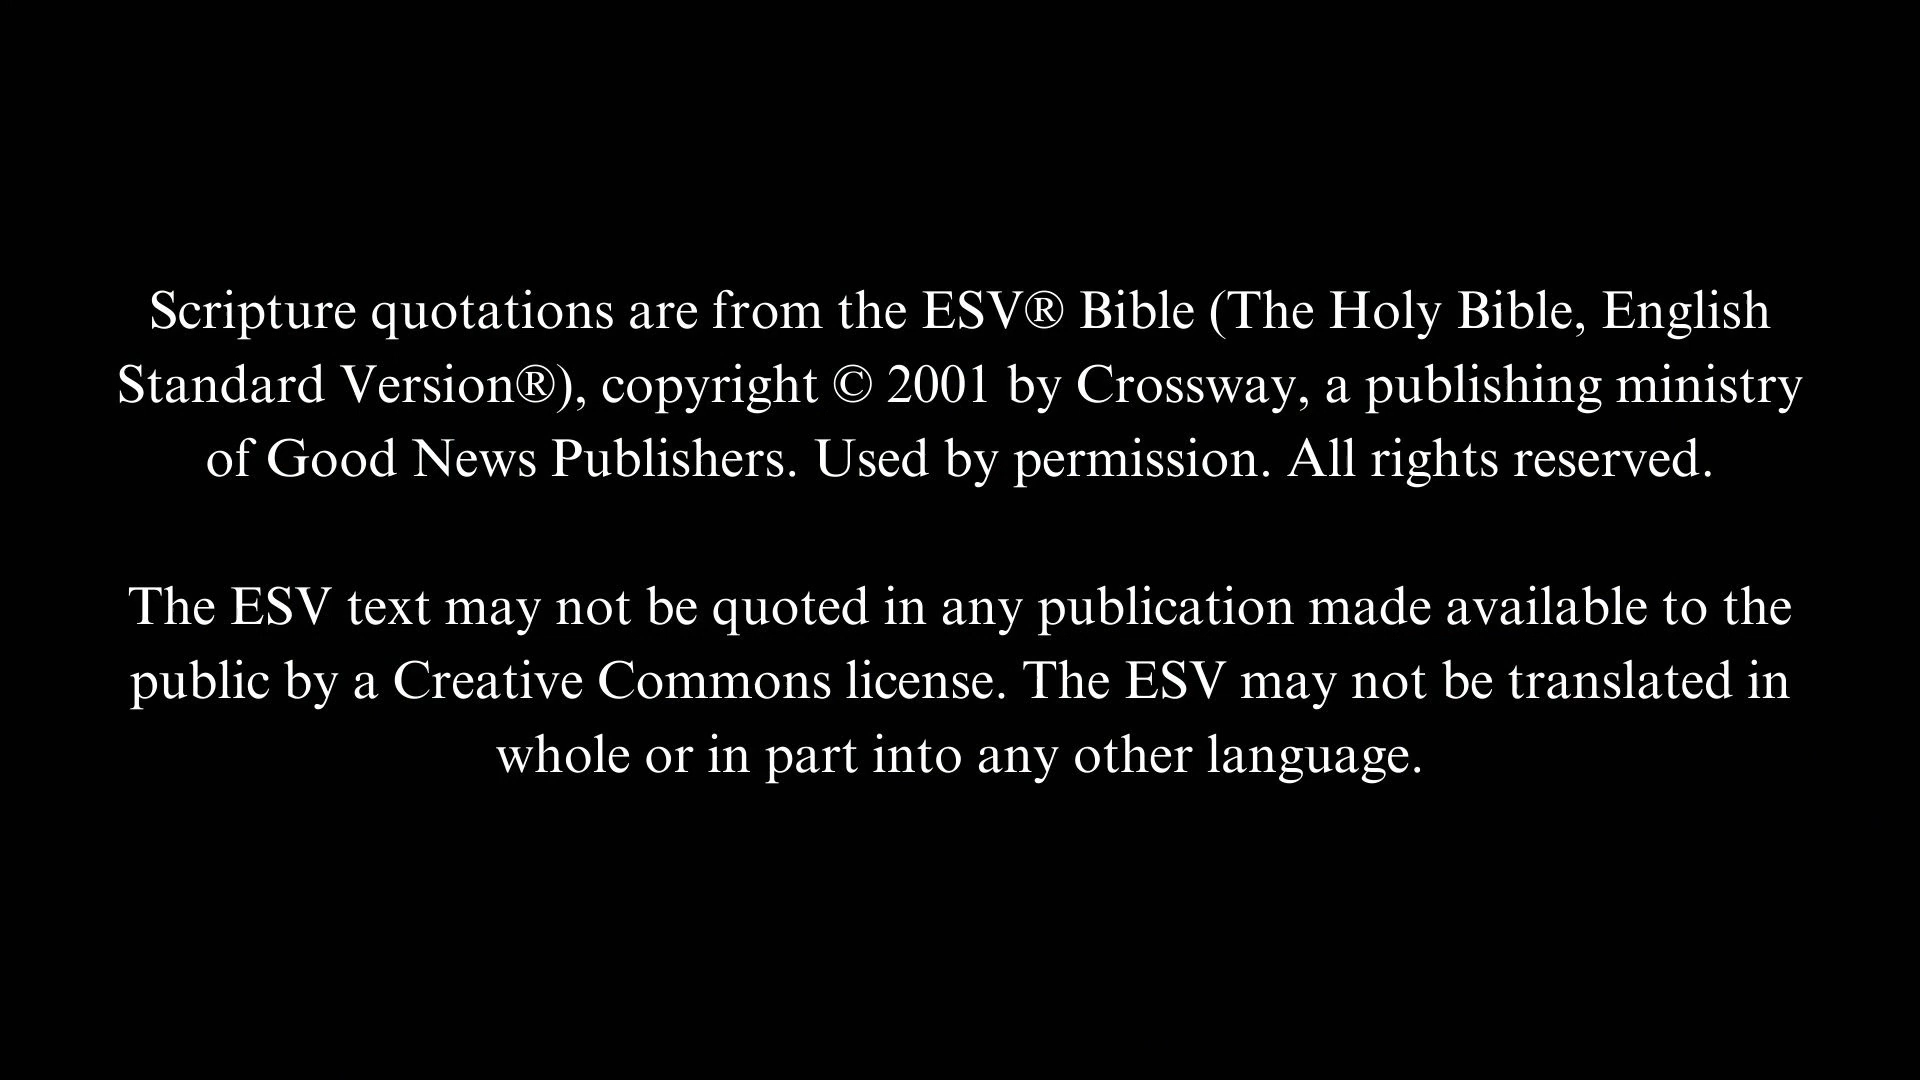 Scripture quotations are from the ESV® Bible (The Holy Bible, English
Standard Version®), copyright © 2001 by Crossway, a publishing ministry
of Good News Publishers. Used by permission. All rights reserved.
The ESV text may not be quoted in any publication made available to the
public by a Creative Commons license. The ESV may not be translated in
whole or in part into any other language.